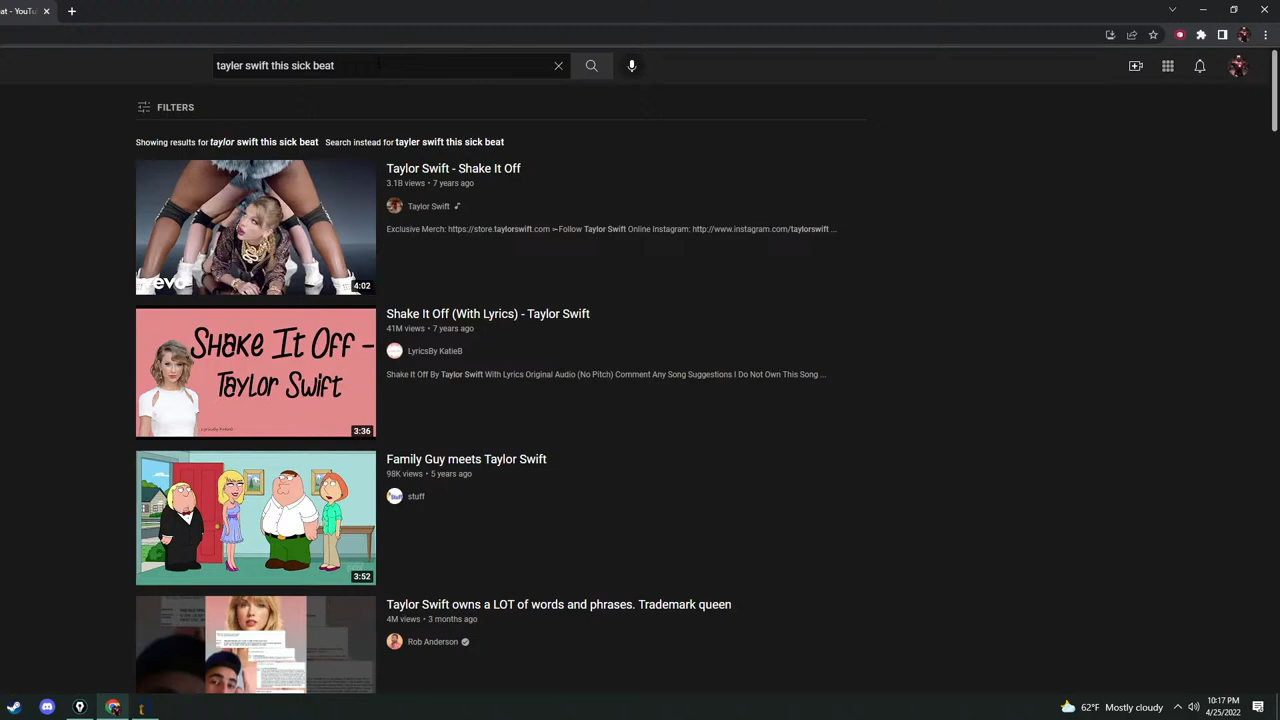 eat - YouTu
tayler swift this sick beat
FILTERS
Showing results for taylor swift this sick beat Search instead for tayler swift this sick beat
Taylor Swift - Shake It Off
3.1B views • 7 years ago
Taylor Swift
Exclusive Merch: https://store.taylorswift.com ➳Follow Taylor Swift Online Instagram: http://www.instagram.com/taylorswift ...
vevo
4:02
Shake It Off (With Lyrics) - Taylor Swift
41M views • 7 years ago
LyricsBy KatieB
Shake It Off By Taylor Swift With Lyrics Original Audio (No Pitch) Comment Any Song Suggestions I Do Not Own This Song ...
Shake It Off -
Taylor Swift
3:36
Family Guy meets Taylor Swift
98K views • 5 years ago
stuff
3:52
Taylor Swift owns a LOT of words and phrases. Trademark queen
4M views • 3 months ago
Rob Anderson
62°F Mostly cloudy
10:17 PM
4/25/2022